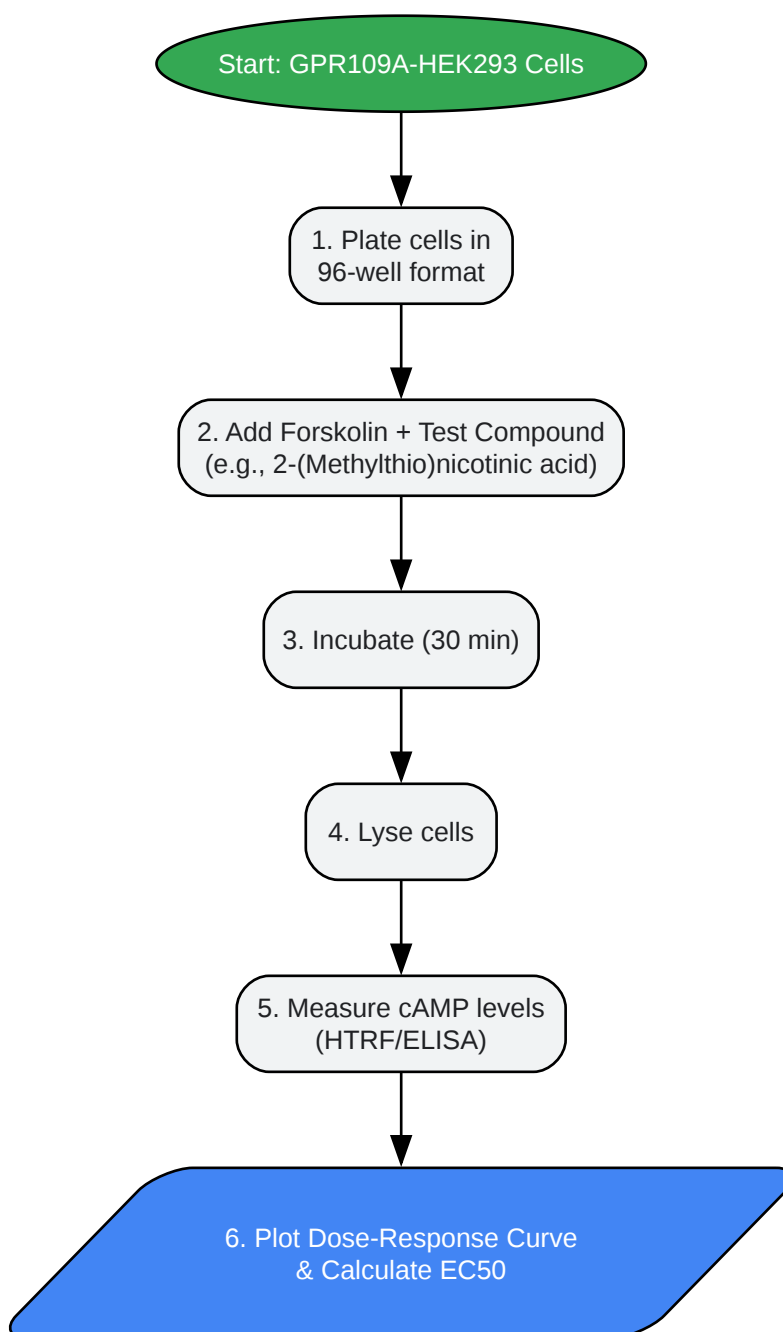 Start: GPR109A-HEK293 Cells
1. Plate cells in
96-well format
2. Add Forskolin + Test Compound
(e.g., 2-(Methylthio)nicotinic acid)
3. Incubate (30 min)
4. Lyse cells
5. Measure cAMP levels
(HTRF/ELISA)
6. Plot Dose-Response Curve
& Calculate EC50